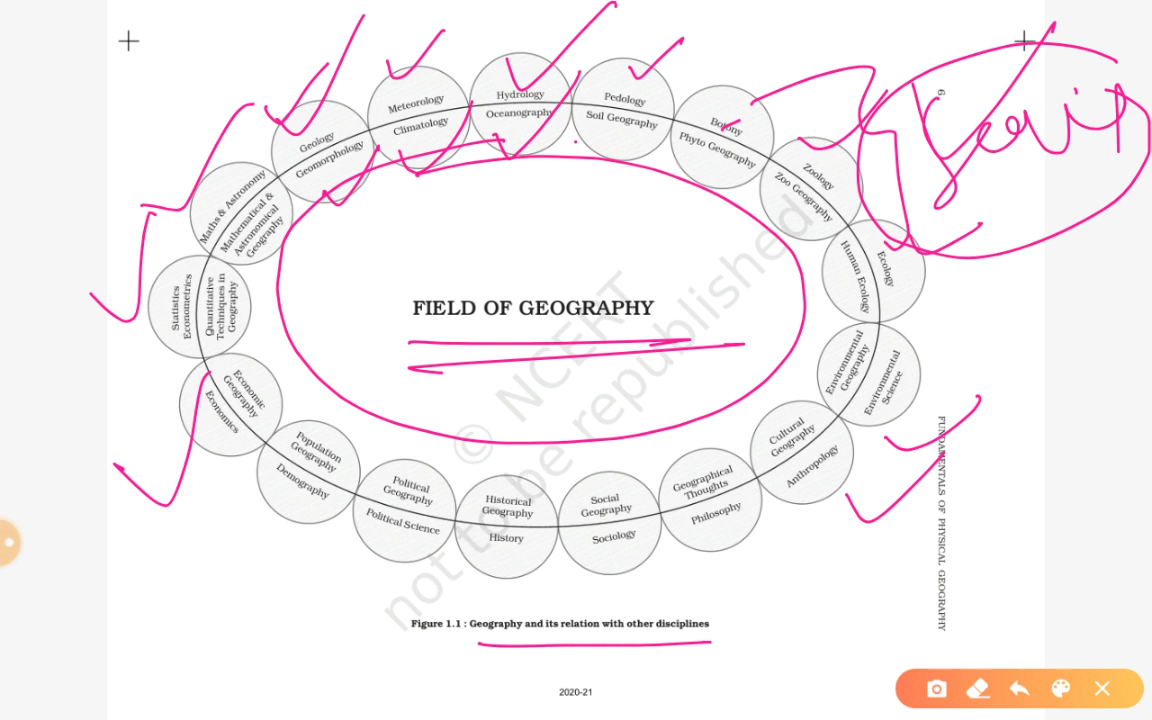 6
Meteorology
Climatology
Hydrology
Oceanography
Pedology
Soil Geography
Botony
Phyto Geography
Zoology
Zoo Geography
Ecology
Human Ecology
Environmental
Geography
Environmental
Science
Cultural
Geography
Anthropology
Geographical
Thoughts
Philosophy
Social
Geography
Sociology
Historical
Geography
History
Political
Geography
Political Science
Population
Geography
Demography
Economic
Geography
Economics
Statistics
Econometrics
Quantitative
Techniques in
Geography
Maths & Astronomy
Mathematical &
Astronomical
Geography
Geology
Geomorphology
FIELD OF GEOGRAPHY
© NCERT
not to be republished
FUNDAMENTALS OF PHYSICAL GEOGRAPHY
Figure 1.1 : Geography and its relation with other disciplines
2020-21